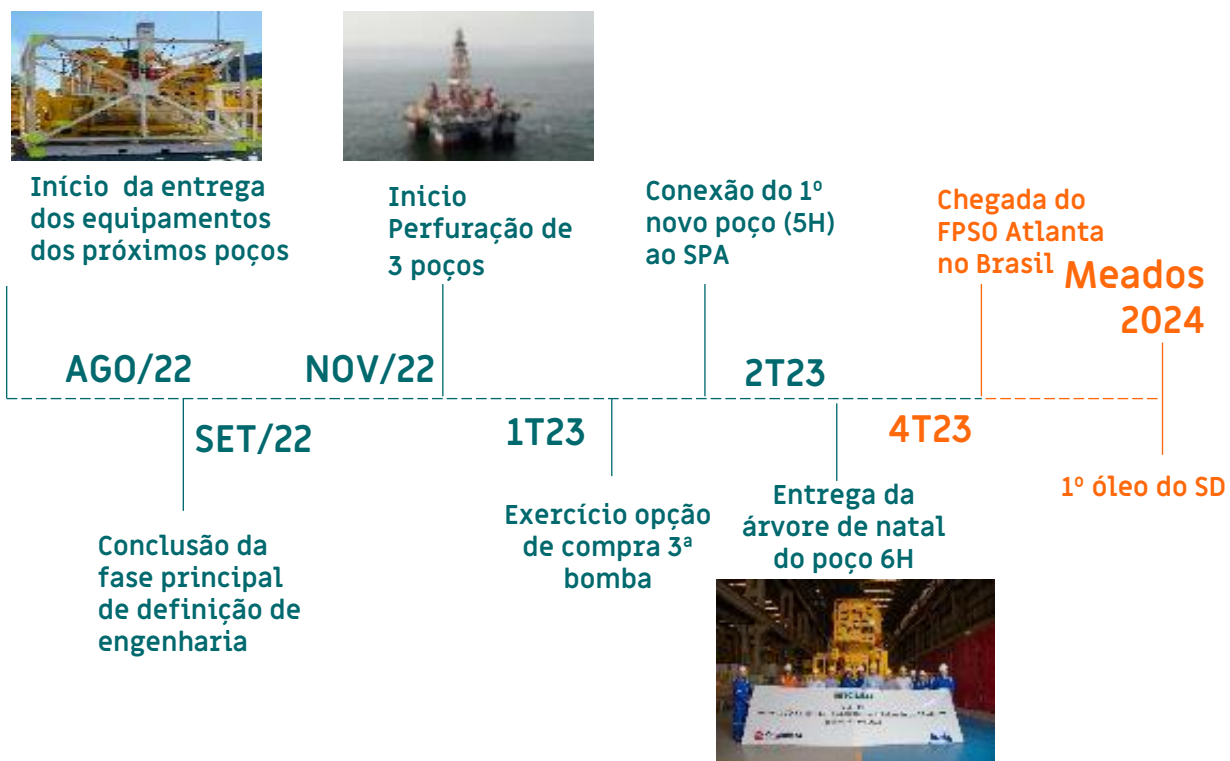 Início da entrega
dos equipamentos
dos próximos poços
Inicio
Perfuração de
3 poços
Conexão do 1º
novo poço (5H)
ao SPA
Chegada do
FPSO Atlanta
no Brasil
Meados
2024
AGO/22
NOV/22
2T23
SET/22
1T23
4T23
Conclusão da
fase principal
de definição de
engenharia
Exercício opção
de compra 3ª
bomba
Entrega da
árvore de natal
do poço 6H
1º óleo do SD